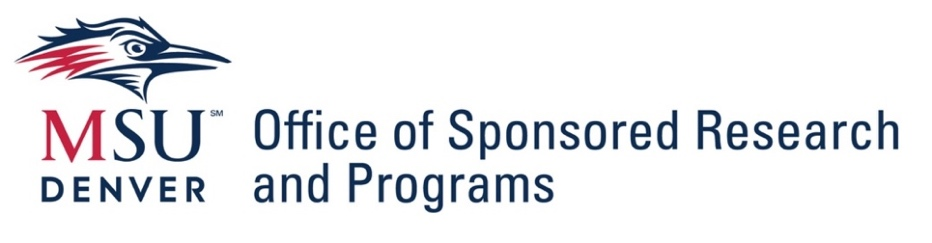 MSU℠
DENVER
Office of Sponsored Research
and Programs